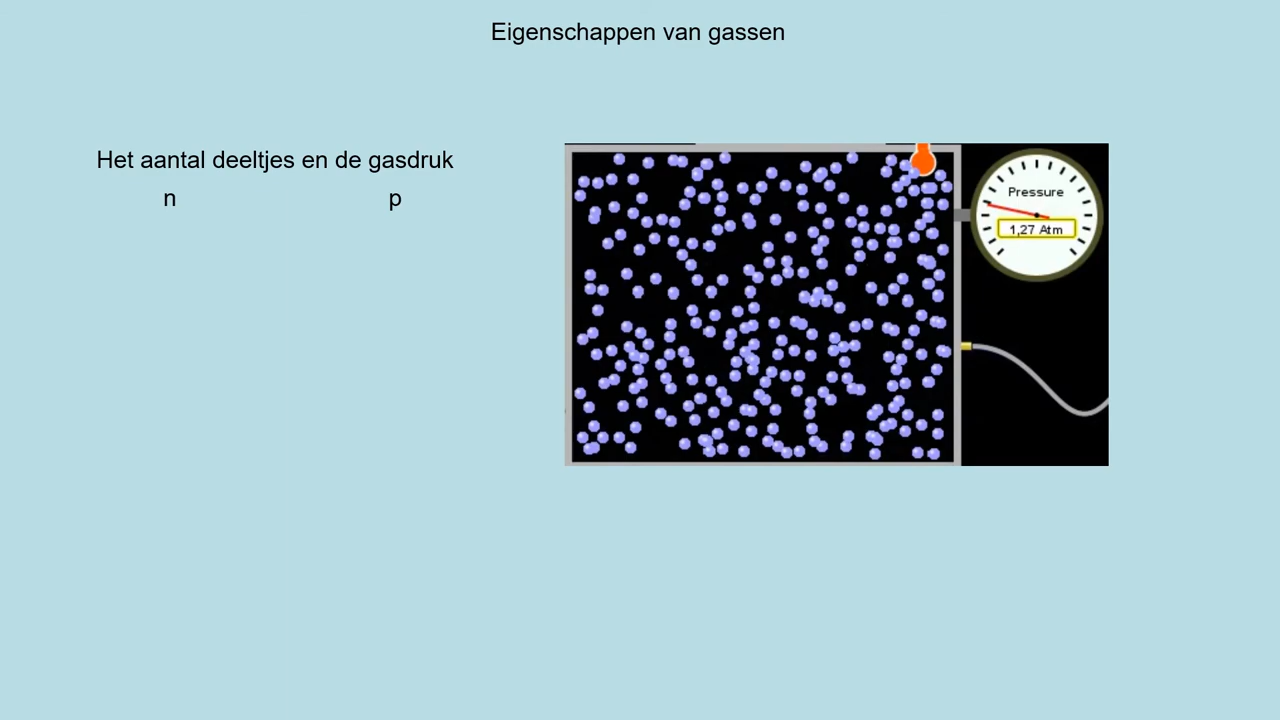 Eigenschappen van gassen
Het aantal deeltjes en de gasdruk
n p
Pressure
1,27 Atm